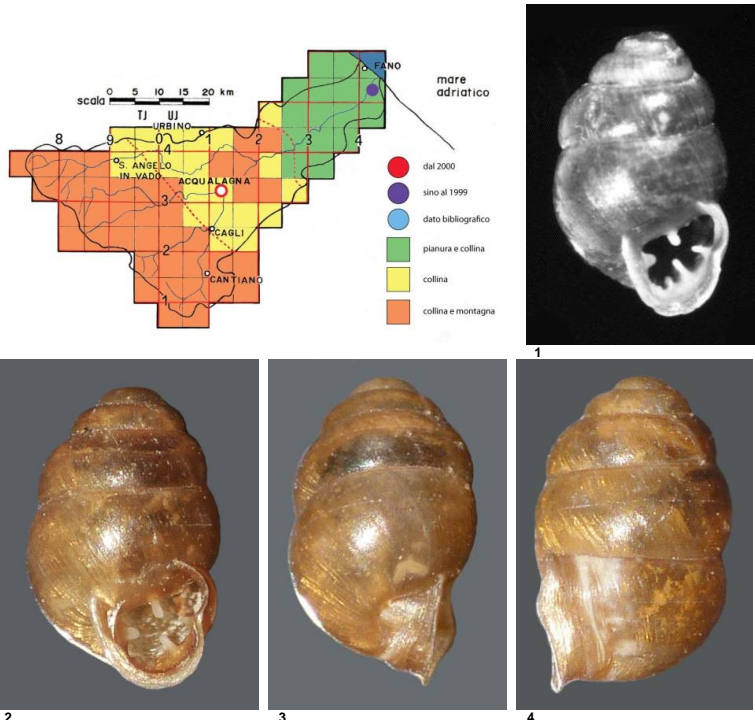 FANO
mare
adriatico
scala 0 5 10 15 20 km
TJ UJ
URBINO
8 9 0 1 2 3 4
4
S. ANGELO
IN VADO
ACQUALAGNA
3
CAGLI
2
CANTIANO
1
dal 2000
sino al 1999
dato bibliografico
pianura e collina
collina
collina e montagna
1
2
3
4